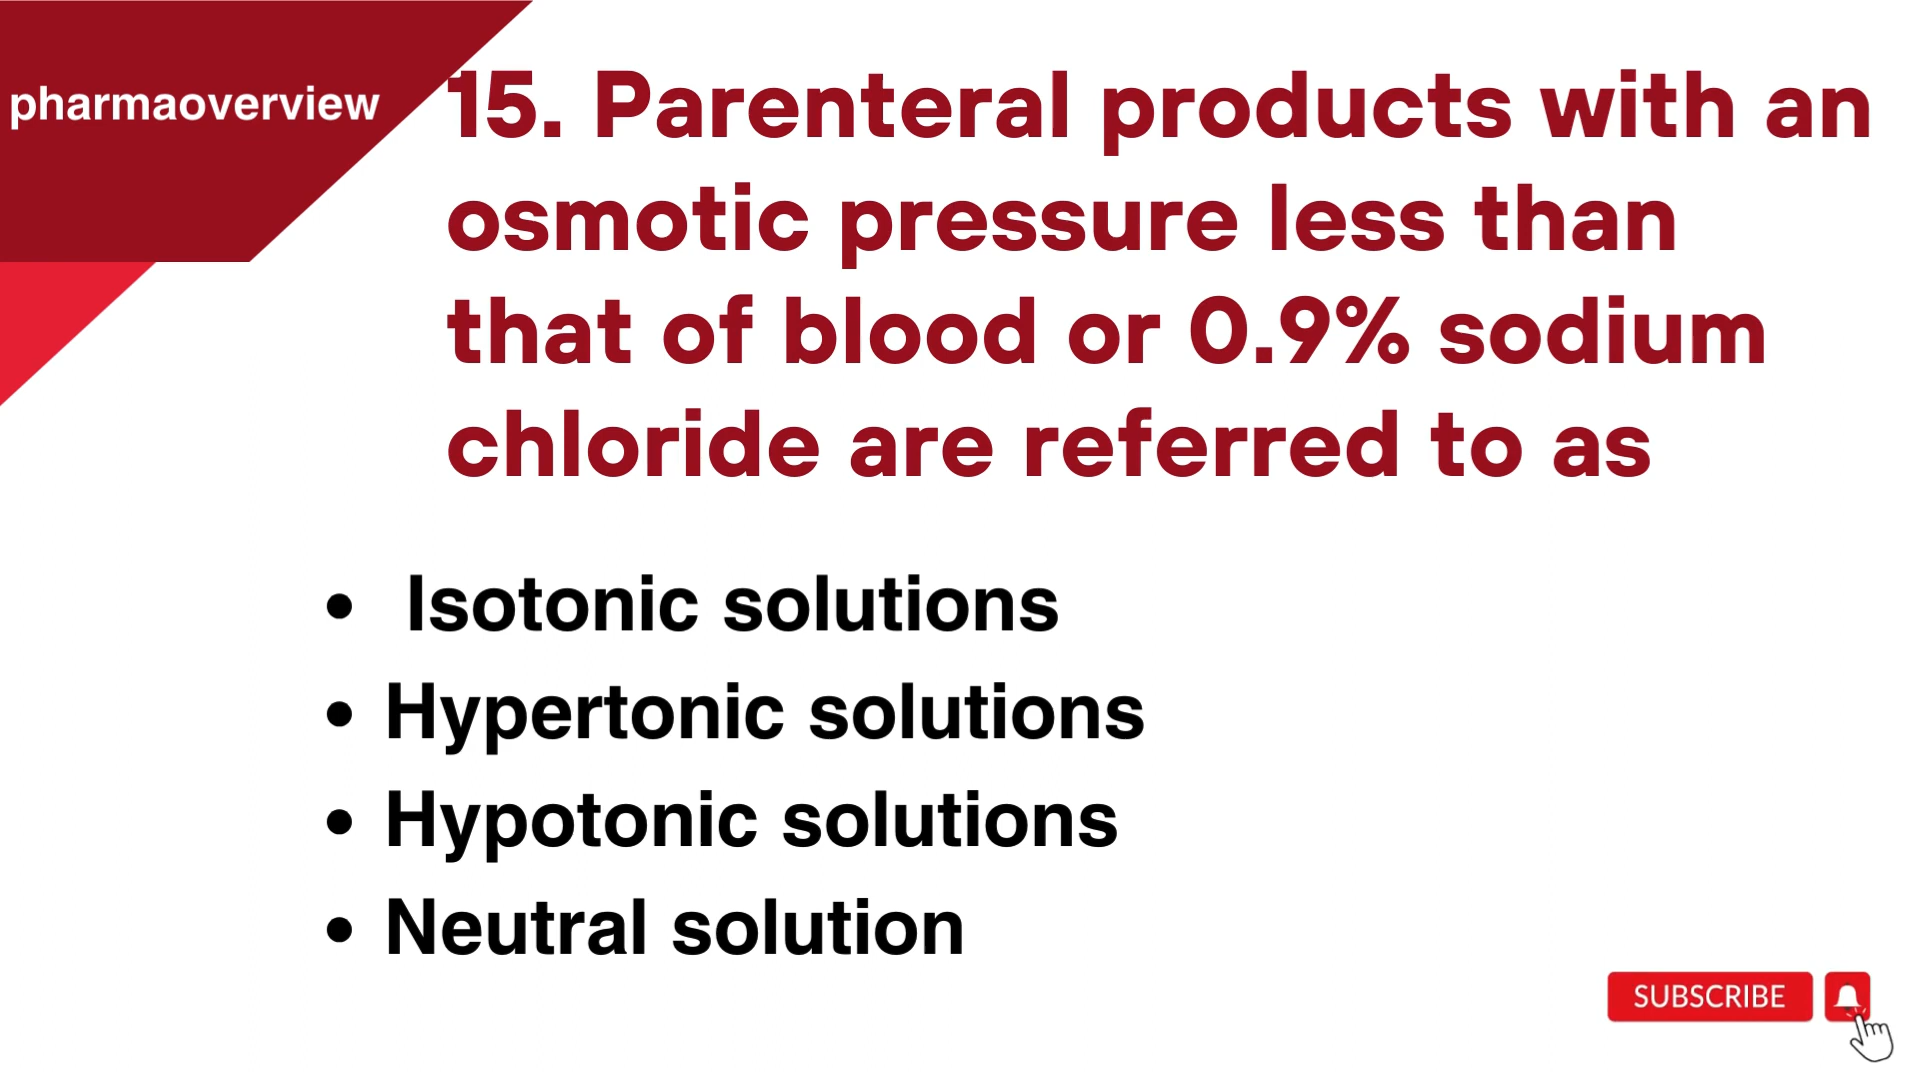 pharmaoverview
15. Parenteral products with an
osmotic pressure less than
that of blood or 0.9% sodium
chloride are referred to as
• Isotonic solutions
• Hypertonic solutions
• Hypotonic solutions
• Neutral solution
SUBSCRIBE